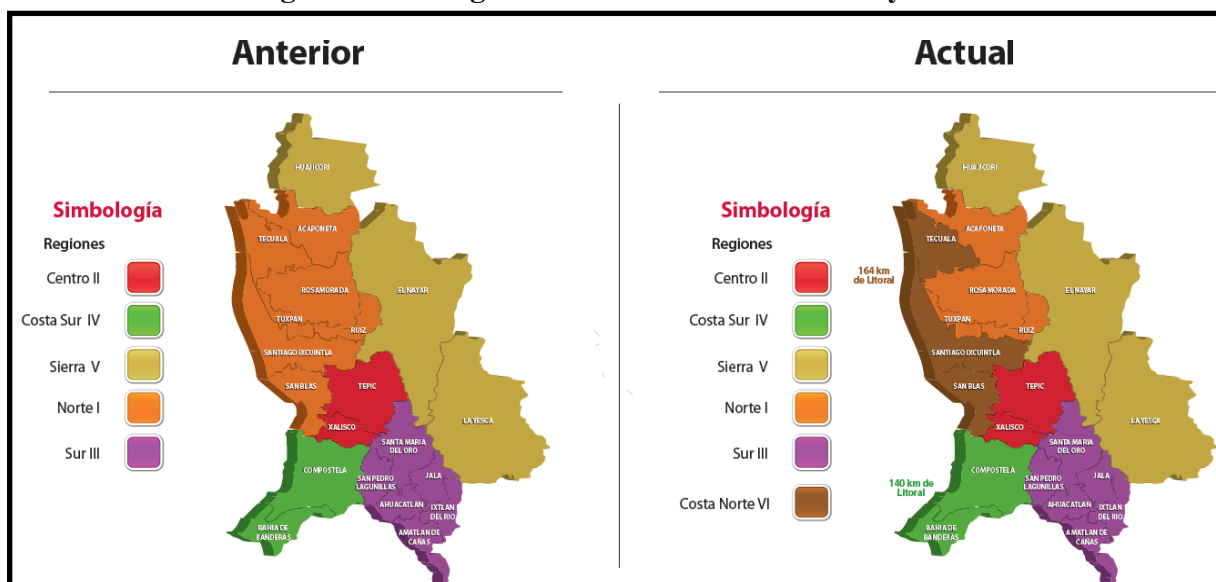 Anterior
Simbología
Regiones
Centro II
Costa Sur IV
Sierra V
Norte I
Sur III
HUAJICORI
ACAPONETA
TECUALA
ROSAMORADA
EL NAYAR
TUXPAN
RUIZ
SANTIAGO IXCUINTLA
SAN BLAS
TEPIC
XALISCO
LA YESCA
SANTA MARIA
DEL ORO
COMPOSTELA
SAN PEDRO
LAGUNILLAS
JALA
AHUACATLAN
IXTLAN
DEL RIO
BAHIA DE
BANDERAS
AMATLAN DE
CAÑAS
Actual
Simbología
Regiones
Centro II
Costa Sur IV
Sierra V
Norte I
Sur III
Costa Norte VI
HUAJICORI
ACAPONETA
TECUALA
164 km
de Litoral
ROSAMORADA
EL NAYAR
TUXPAN
RUIZ
SANTIAGO IXCUINTLA
SAN BLAS
TEPIC
XALISCO
LA YESCA
SANTA MARIA
DEL ORO
COMPOSTELA
140 km de
Litoral
SAN PEDRO
LAGUNILLAS
JALA
AHUACATLAN
IXTLAN
DEL RIO
BAHIA DE
BANDERAS
AMATLAN DE
CAÑAS